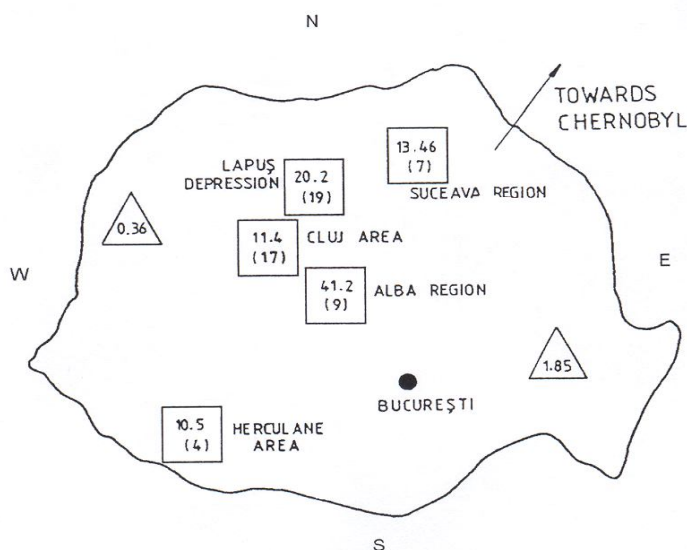 N
TOWARDS
CHERNOBYL
13.46
(7)
SUCEAVA REGION
LAPUŞ
DEPRESSION
20.2
(19)
0.36
11.4
(17)
CLUJ AREA
W
E
41.2
(9)
ALBA REGION
1.85
BUCUREŞTI
10.5
(4)
HERCULANE
AREA
S